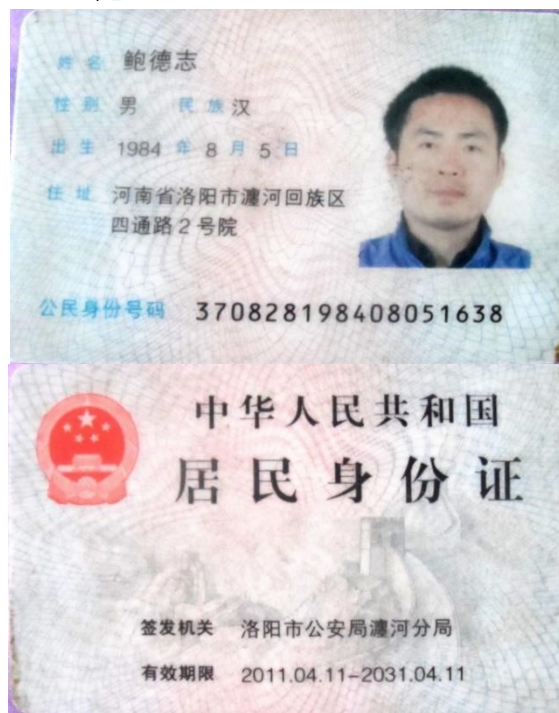 姓名 鲍德志
性别 男 民族 汉
出生 1984 年 8 月 5 日
住址 河南省洛阳市瀍河回族区
四通路2号院
公民身份号码 370828198408051638
中华人民共和国
居民身份证
签发机关 洛阳市公安局瀍河分局
有效期限 2011.04.11-2031.04.11